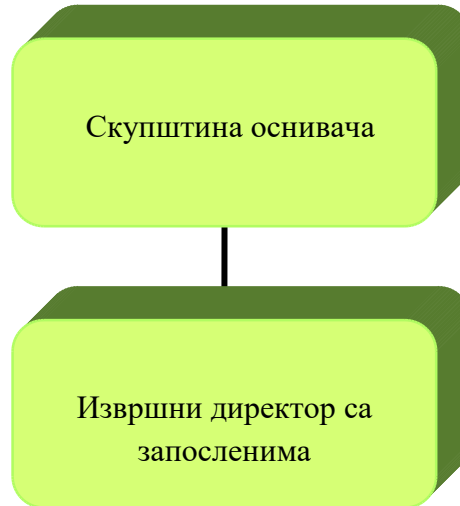 Скупштина оснивача
Извршни директор са
запосленима